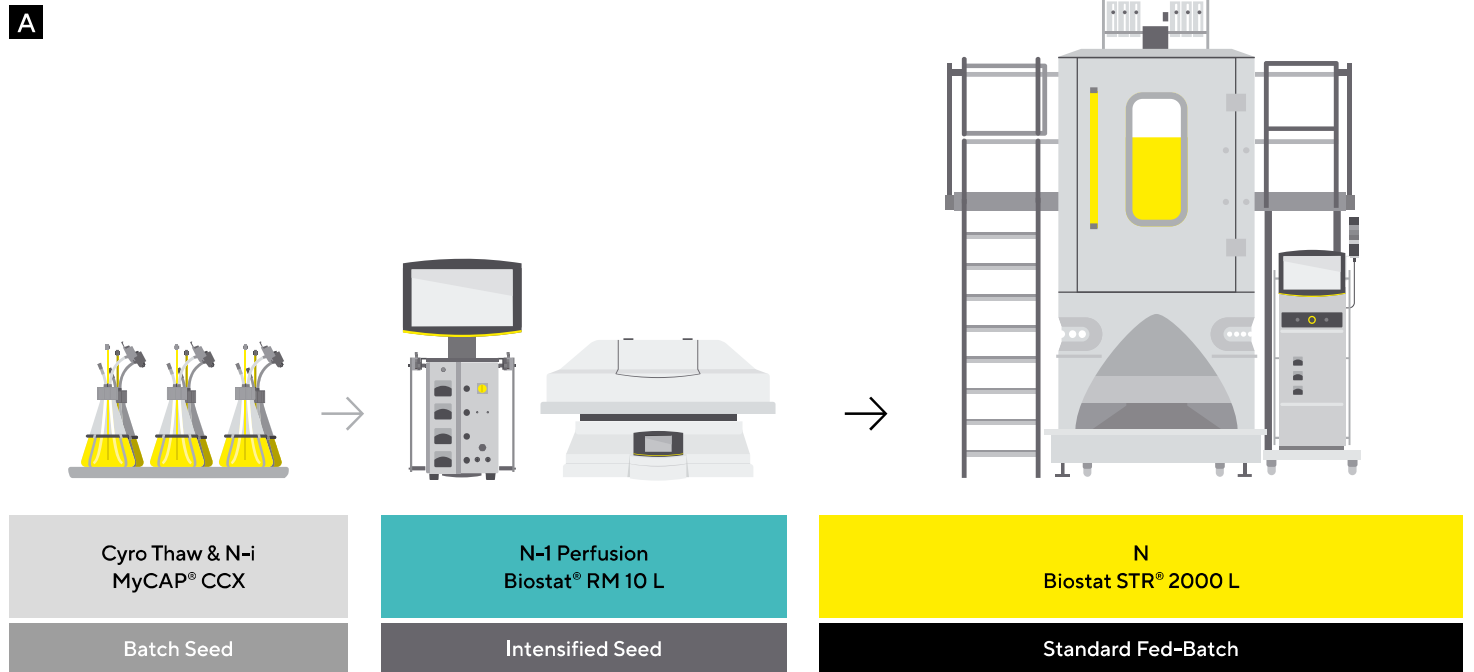 A
Cyro Thaw & N-i
MyCAP® CCX
N-1 Perfusion
Biostat® RM 10 L
N
Biostat STR® 2000 L
Batch Seed
Intensified Seed
Standard Fed-Batch